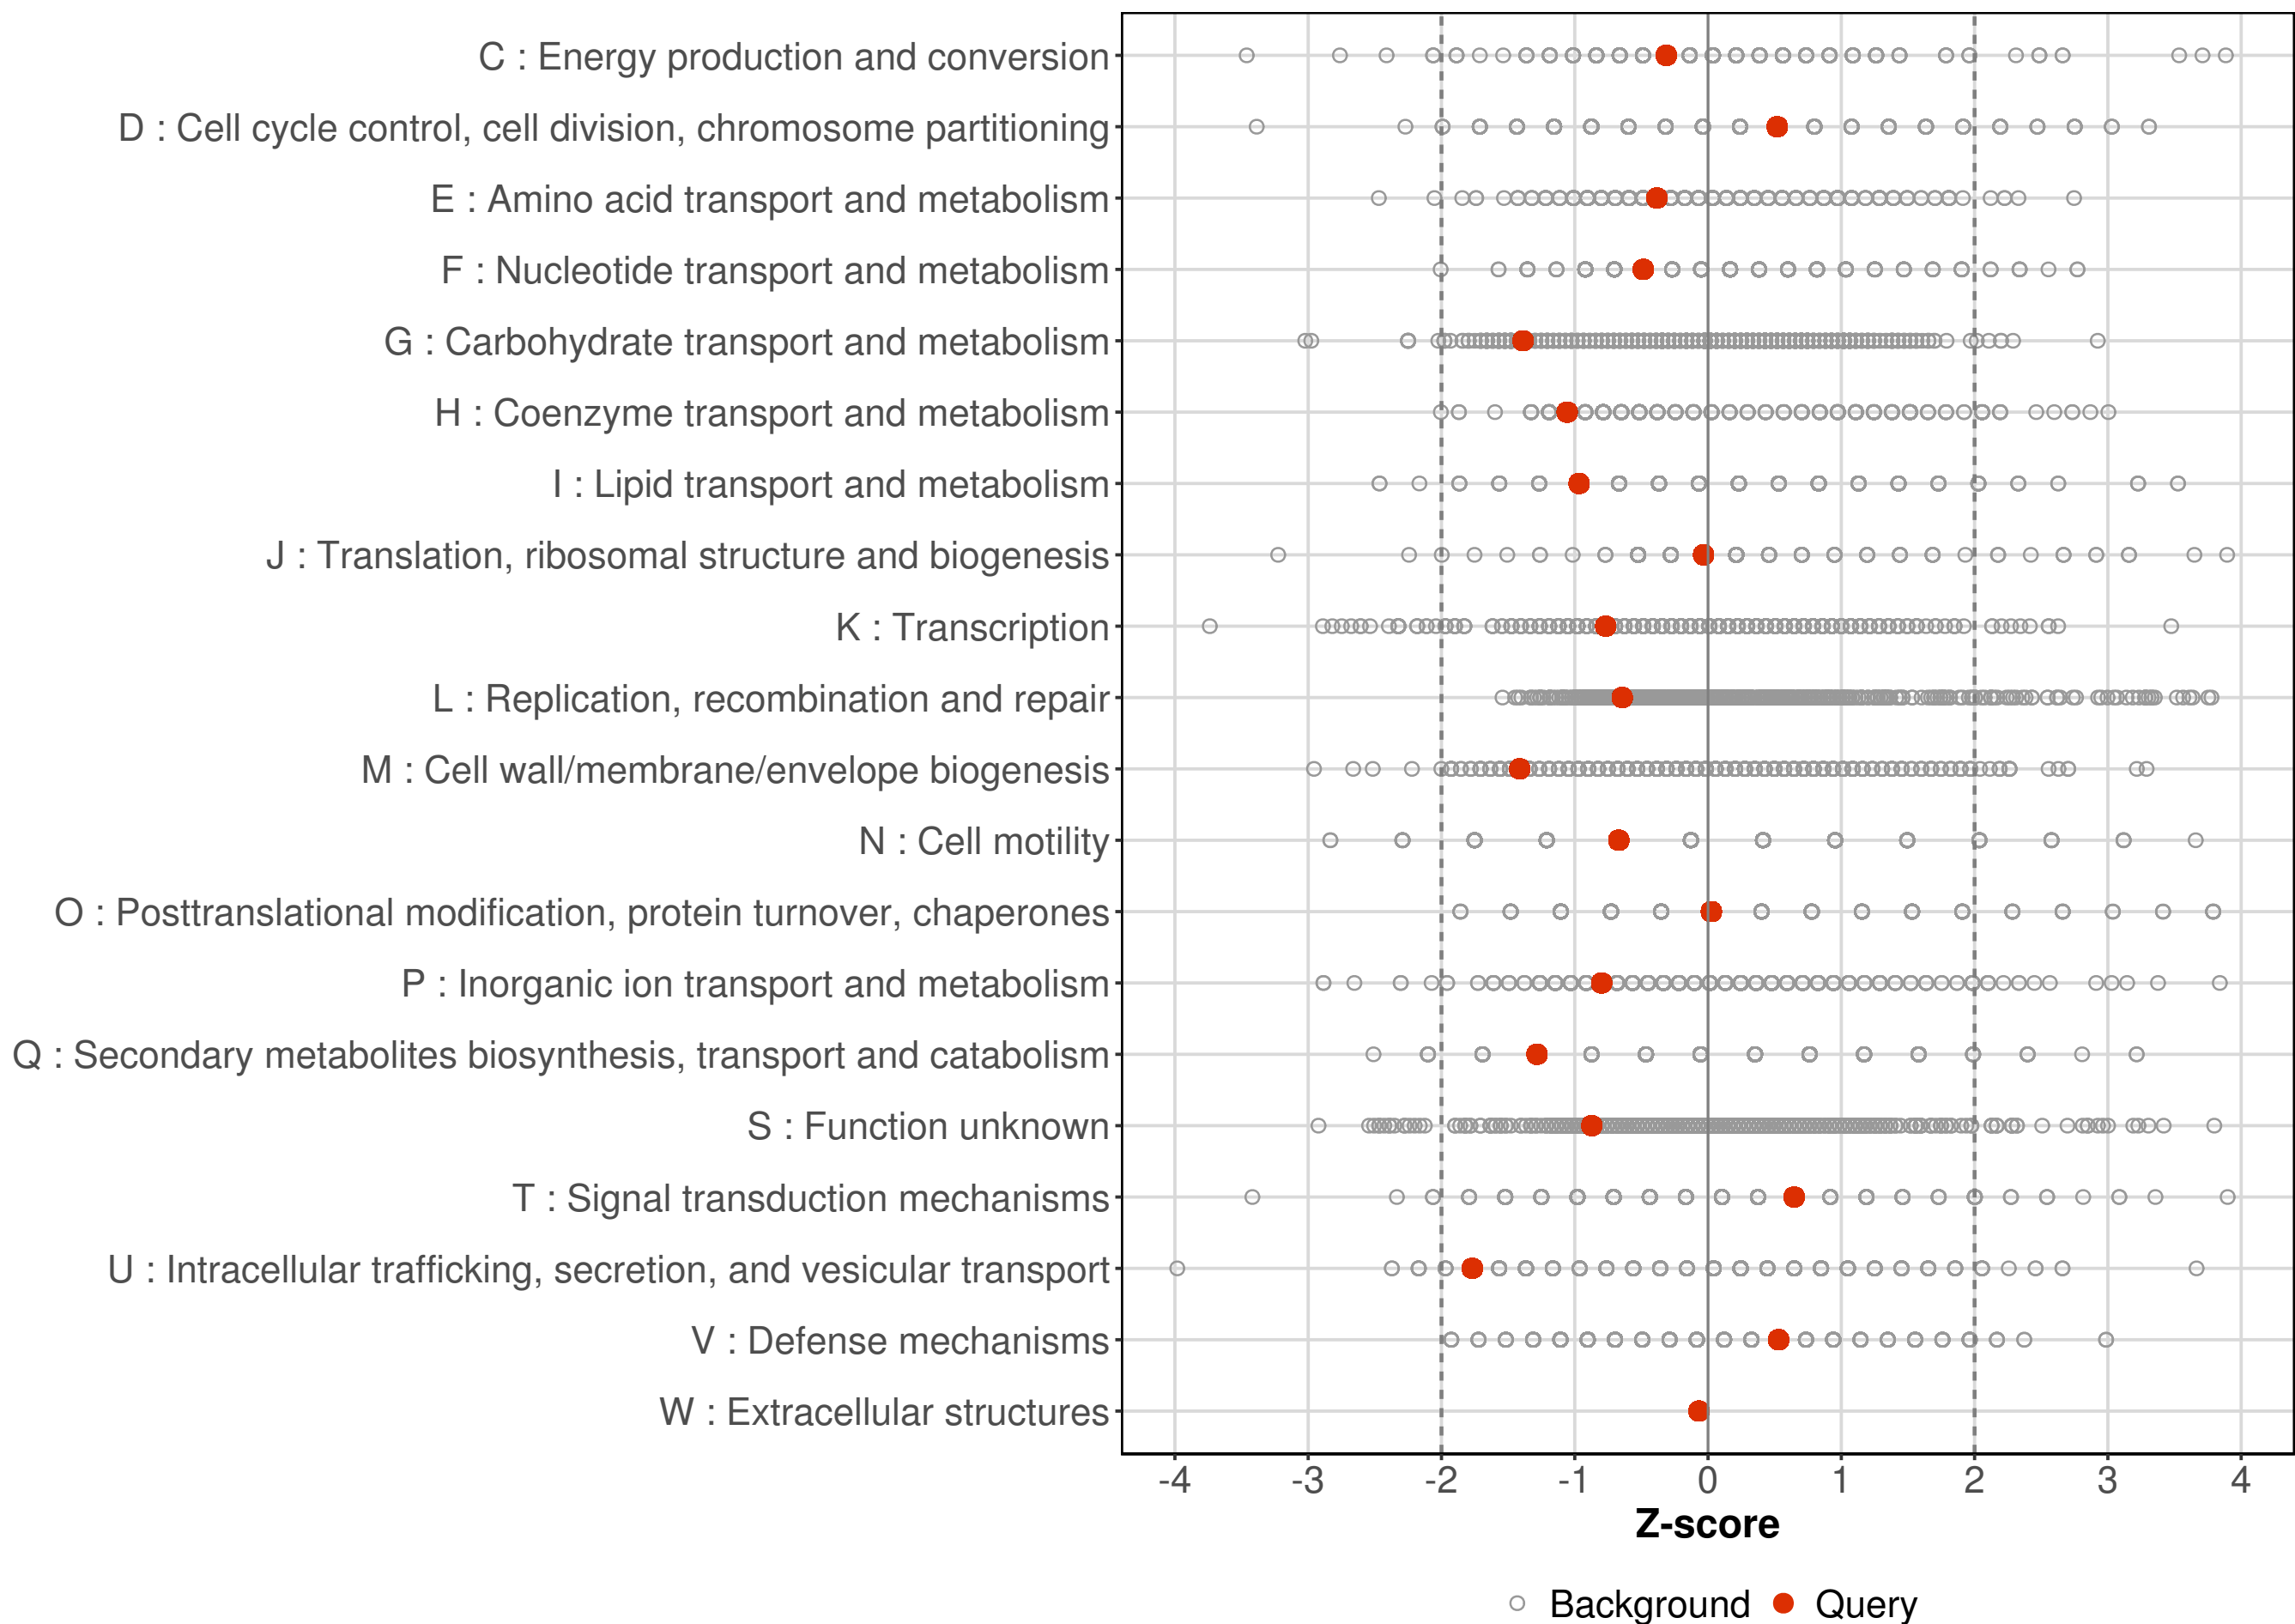 C : Energy production and conversion
D : Cell cycle control, cell division, chromosome partitioning
E : Amino acid transport and metabolism
F : Nucleotide transport and metabolism
G : Carbohydrate transport and metabolism
H : Coenzyme transport and metabolism
I : Lipid transport and metabolism
J : Translation, ribosomal structure and biogenesis
K : Transcription
L : Replication, recombination and repair
M : Cell wall/membrane/envelope biogenesis
N : Cell motility
O : Posttranslational modification, protein turnover, chaperones
P : Inorganic ion transport and metabolism
Q : Secondary metabolites biosynthesis, transport and catabolism
S : Function unknown
T : Signal transduction mechanisms
U : Intracellular trafficking, secretion, and vesicular transport
V : Defense mechanisms
W : Extracellular structures
-4 -3 -2 -1 0 1 2 3 4
Z-score
Background Query